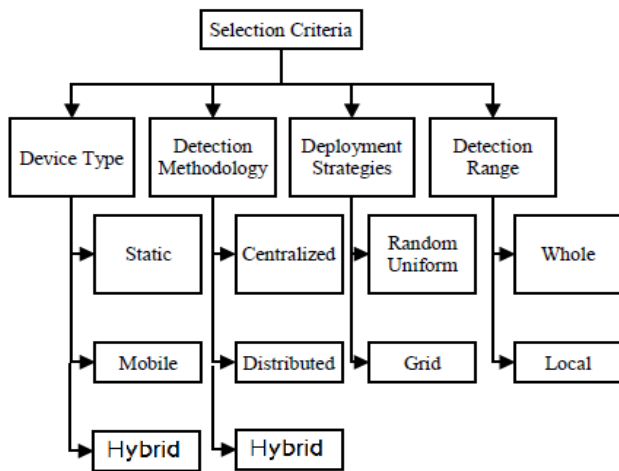 Selection Criteria
Device Type
Detection
Methodology
Deployment
Strategies
Detection
Range
Static
Centralized
Random
Uniform
Whole
Mobile
Distributed
Grid
Local
Hybrid
Hybrid